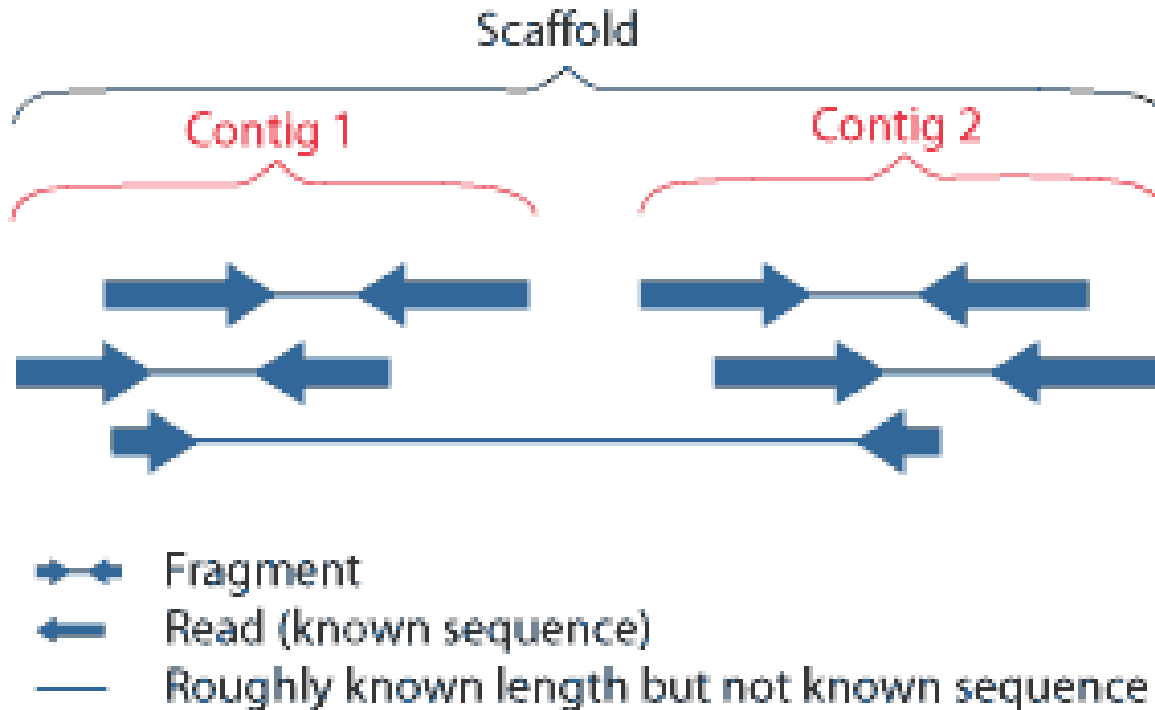 Scaffold
Contig 1
Contig 2
Fragment
Read (known sequence)
Roughly known length but not known sequence